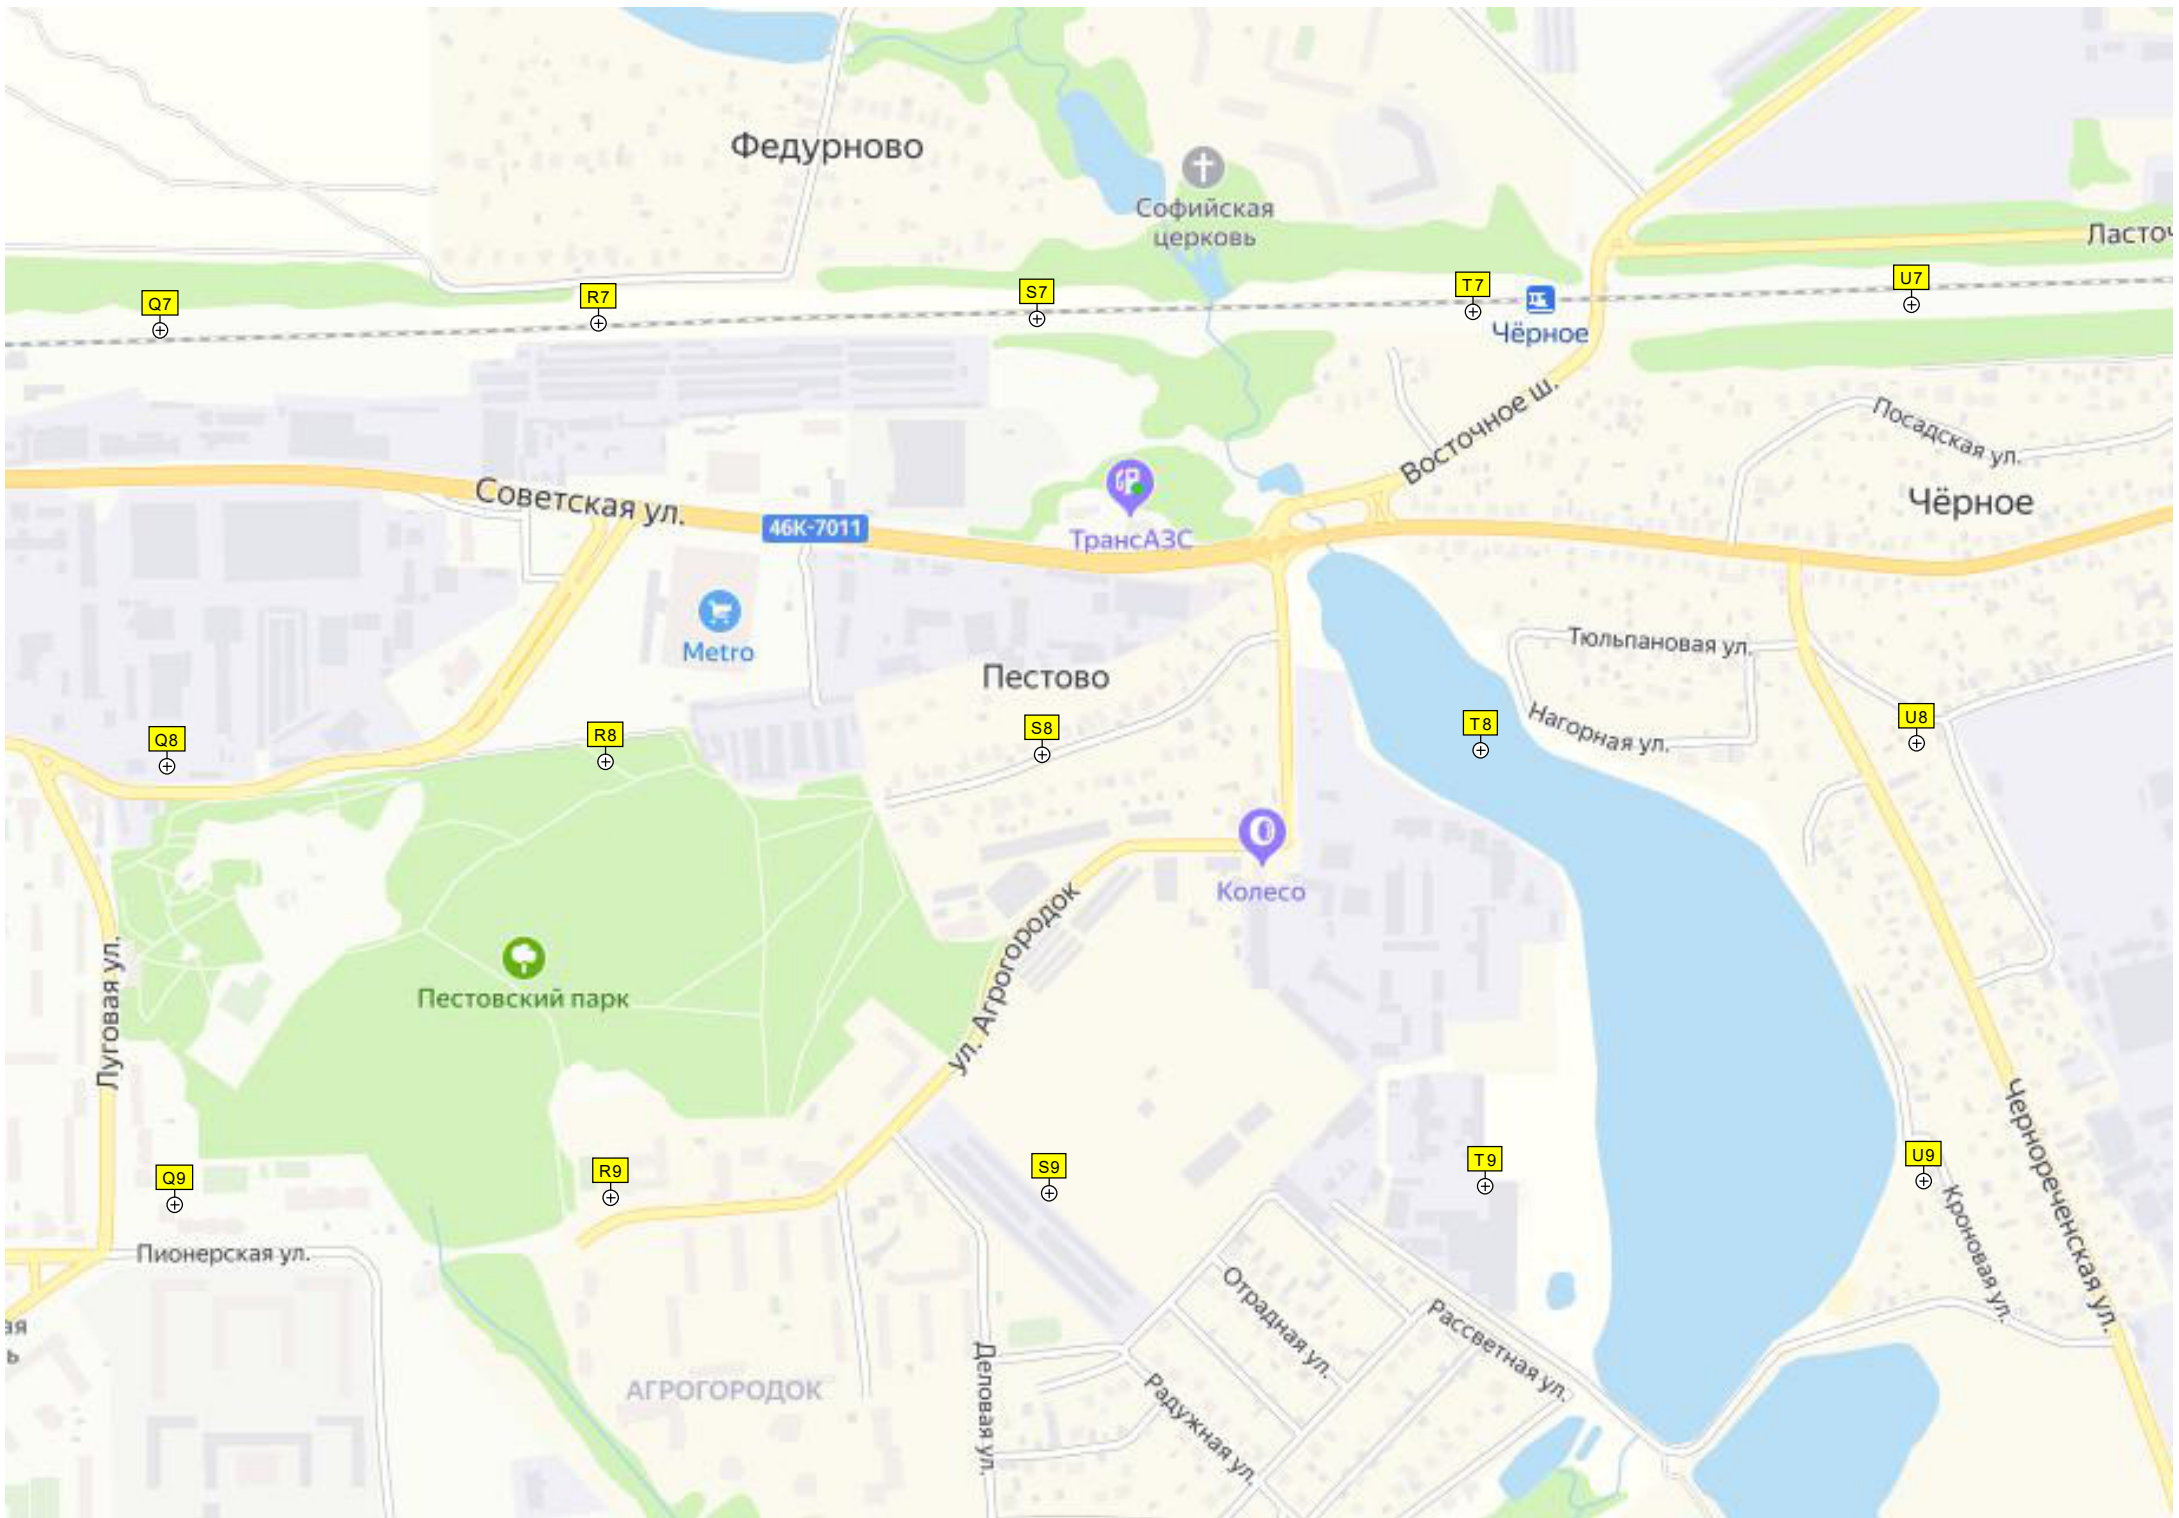 Федурново
Софийская
церковь
Ласточ
Q7
R7
S7
T7
U7
Чёрное
Восточное ш.
Посадская ул.
Чёрное
Советская ул.
46К-7011
ТрансАЗС
Metro
Пестово
Тюльпановая ул.
Нагорная ул.
Q8
R8
S8
T8
U8
Колесо
ул. Агрогородок
Луговая ул.
Пестовский парк
Q9
R9
S9
T9
U9
Чернореченская ул.
Кроновая ул.
Пионерская ул.
Отрадная ул.
Рассветная ул.
ая
ь
АГРОГОРОДОК
Деловая ул.
Радужная ул.